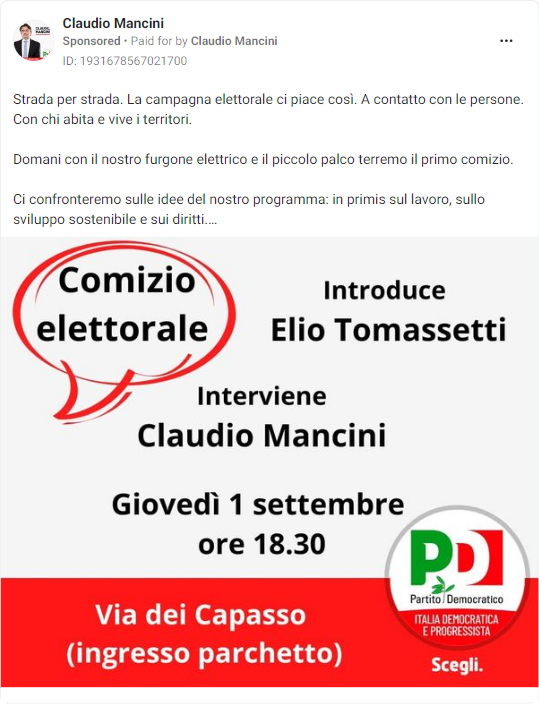 Claudio Mancini
Sponsored • Paid for by Claudio Mancini
ID: 1931678567021700
Strada per strada. La campagna elettorale ci piace così. A contatto con le persone.
Con chi abita e vive i territori.
Domani con il nostro furgone elettrico e il piccolo palco terremo il primo comizio.
Ci confronteremo sulle idee del nostro programma: in primis sul lavoro, sullo
sviluppo sostenibile e sui diritti....
Comizio
elettorale
Introduce
Elio Tomassetti
Interviene
Claudio Mancini
Giovedì 1 settembre
ore 18.30
Via dei Capasso
(ingresso parchetto)
PD
Partito Democratico
ITALIA DEMOCRATICA
E PROGRESSISTA
Scegli.